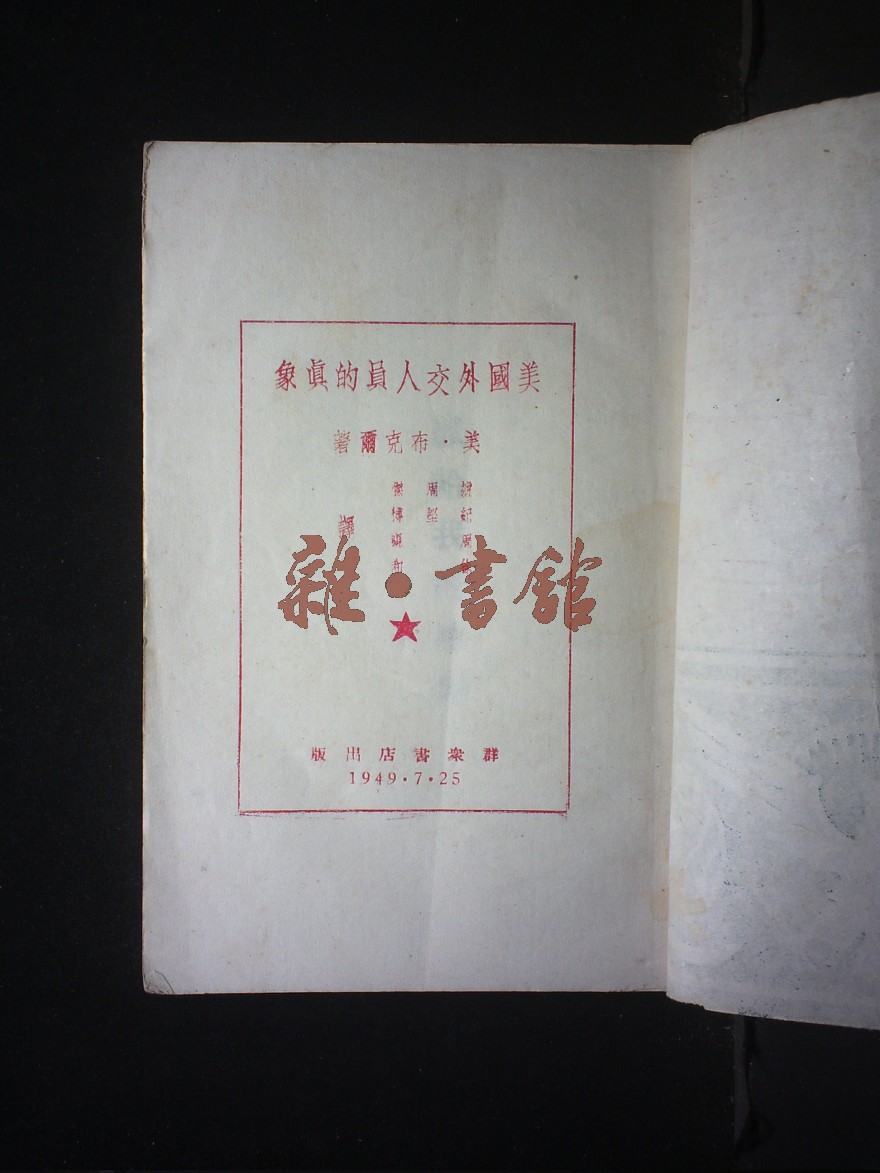 美國外交人員的眞象
美·布克爾著
譯
雜·書館
群衆書店出版
1949·7·25